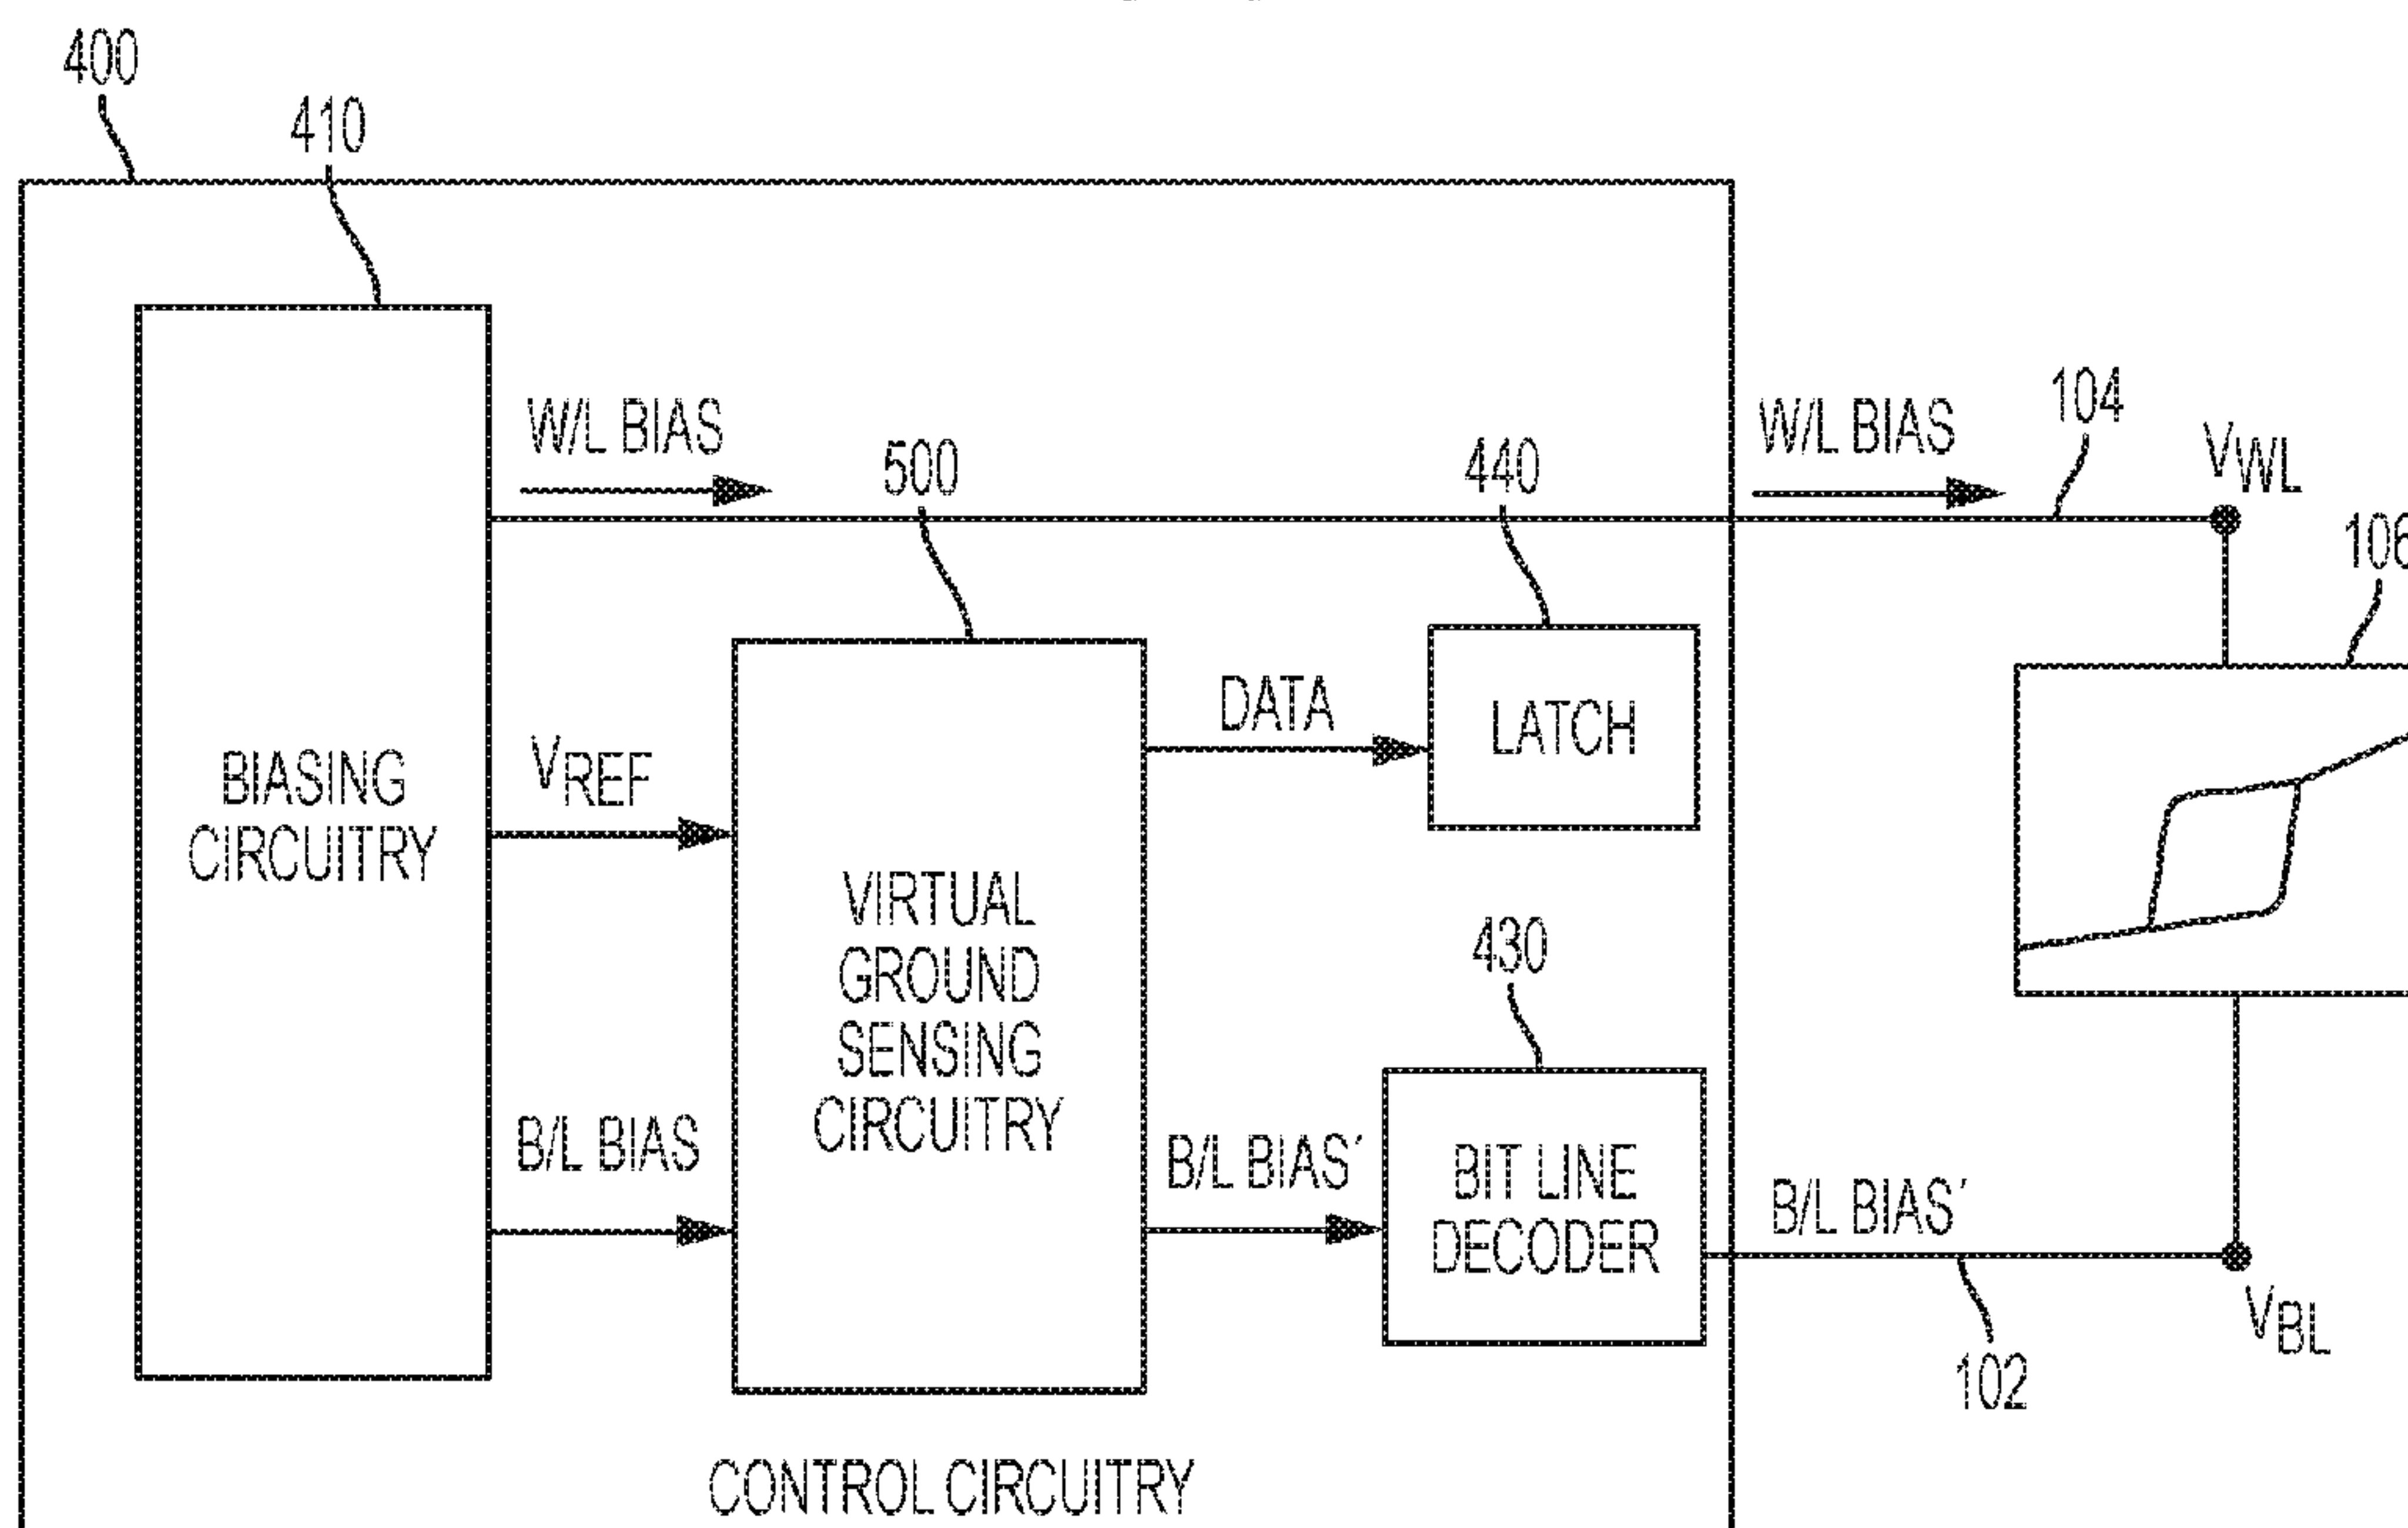 400
410
W/L BIAS
500
440
W/L BIAS
104
VWL
106
BIASING
CIRCUITRY
VREF
DATA
LATCH
VIRTUAL
GROUND
SENSING
CIRCUITRY
430
B/L BIAS
B/L BIAS′
BIT LINE
DECODER
B/L BIAS′
102
VBL
CONTROL CIRCUITRY